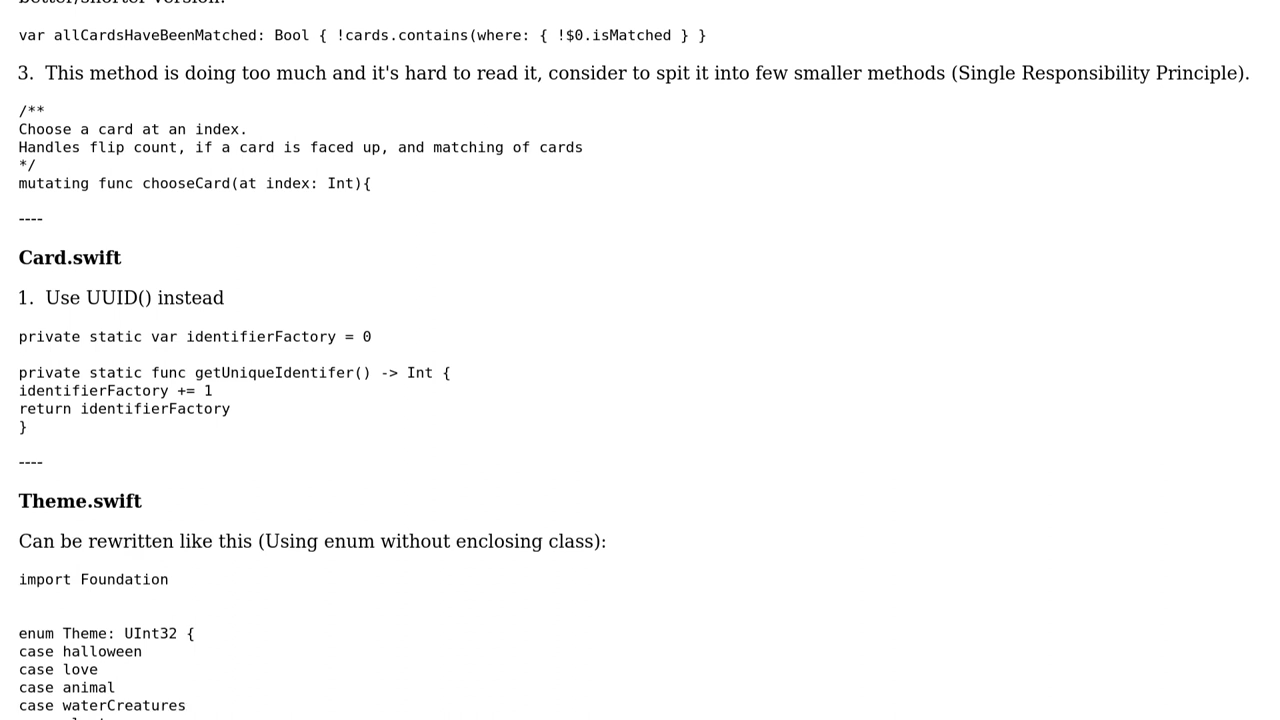 better/shorter version:
var allCardsHaveBeenMatched: Bool { !cards.contains(where: { !$0.isMatched } }
3. This method is doing too much and it's hard to read it, consider to spit it into few smaller methods (Single Responsibility Principle).
/**
Choose a card at an index.
Handles flip count, if a card is faced up, and matching of cards
*/
mutating func chooseCard(at index: Int){
----
Card.swift
1. Use UUID() instead
private static var identifierFactory = 0
private static func getUniqueIdentifer() -> Int {
identifierFactory += 1
return identifierFactory
}
----
Theme.swift
Can be rewritten like this (Using enum without enclosing class):
import Foundation
enum Theme: UInt32 {
case halloween
case love
case animal
case waterCreatures